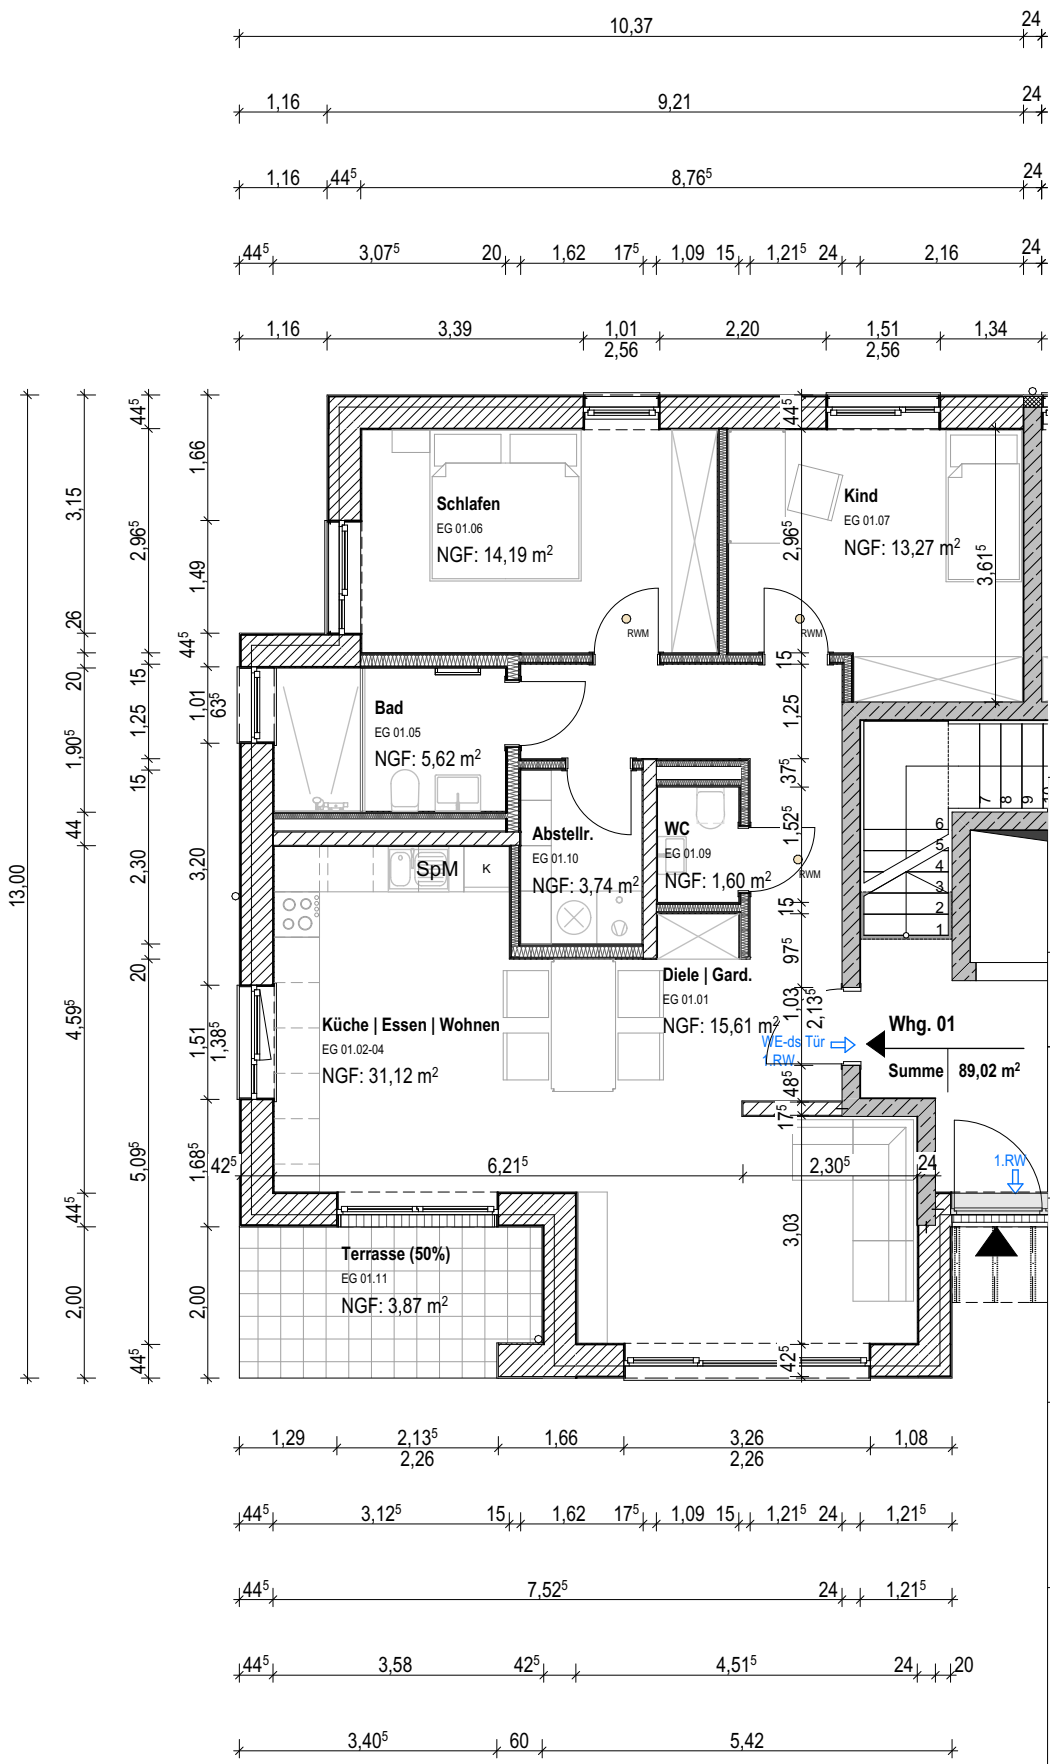 10,37 24
1,16 9,21 24
1,16 44⁵ 8,76⁵ 24
44⁵ 3,07⁵ 20 1,62 17⁵ 1,09 15 1,21⁵ 24 2,16 24
1,16 3,39 1,01 2,20 1,51 1,34
2,56 2,56
13,00
3,15
26
20
1,90⁵
44
4,59⁵
2,00
44⁵
2,96⁵
15
1,25
15
2,30
20
5,09⁵
44⁵
44⁵
1,66
1,49
44⁵
1,01
63⁵
3,20
1,51
1,38⁵
1,68⁵
2,00
Schlafen
EG 01.06
NGF: 14,19 m²
RWM
Kind
EG 01.07
NGF: 13,27 m²
RWM
3,61⁵
44⁵
2,96⁵
15
1,25
37⁵
1,52⁵
15
97⁵
1,03
2,13⁵
48⁵
17⁵
3,03
42⁵
Bad
EG 01.05
NGF: 5,62 m²
Abstellr.
EG 01.10
NGF: 3,74 m²
WC
EG 01.09
NGF: 1,60 m²
RWM
SpM
K
7
8
9
10
6
5
4
3
2
1
Diele | Gard.
EG 01.01
NGF: 15,61 m²
WE-ds Tür
1.RW
Whg. 01
Summe 89,02 m²
Küche | Essen | Wohnen
EG 01.02-04
NGF: 31,12 m²
42⁵ 6,21⁵ 2,30⁵ 24
1.RW
Terrasse (50%)
EG 01.11
NGF: 3,87 m²
1,29 2,13⁵ 1,66 3,26 1,08
2,26 2,26
44⁵ 3,12⁵ 15 1,62 17⁵ 1,09 15 1,21⁵ 24 1,21⁵
44⁵ 7,52⁵ 24 1,21⁵
44⁵ 3,58 42⁵ 4,51⁵ 24 20
3,40⁵ 60 5,42